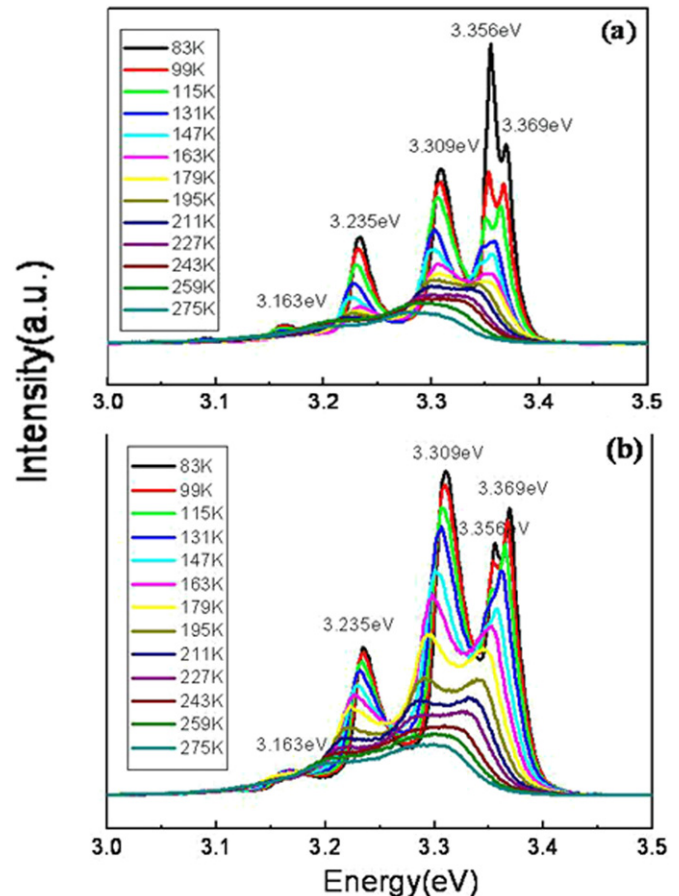 (a)
3.356eV
3.369eV
3.309eV
3.235eV
3.163eV
83K
99K
115K
131K
147K
163K
179K
195K
211K
227K
243K
259K
275K
3.0 3.1 3.2 3.3 3.4 3.5
Intensity(a.u.)
(b)
3.309eV
3.369eV
3.356eV
3.235eV
3.163eV
83K
99K
115K
131K
147K
163K
179K
195K
211K
227K
243K
259K
275K
3.0 3.1 3.2 3.3 3.4 3.5
Energy(eV)